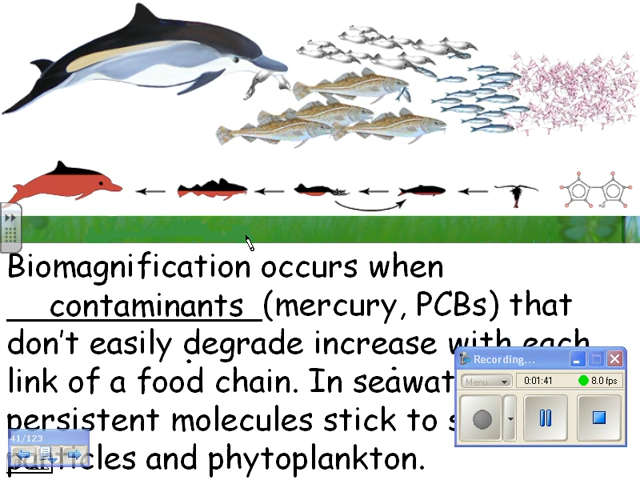 Biomagnification occurs when
contaminants (mercury, PCBs) that
don't easily degrade increase with each
link of a food chain. In seawat
persistent molecules stick to s
particles and phytoplankton.
Recording...
Menu 0:01:41 8.0 fps
41/123